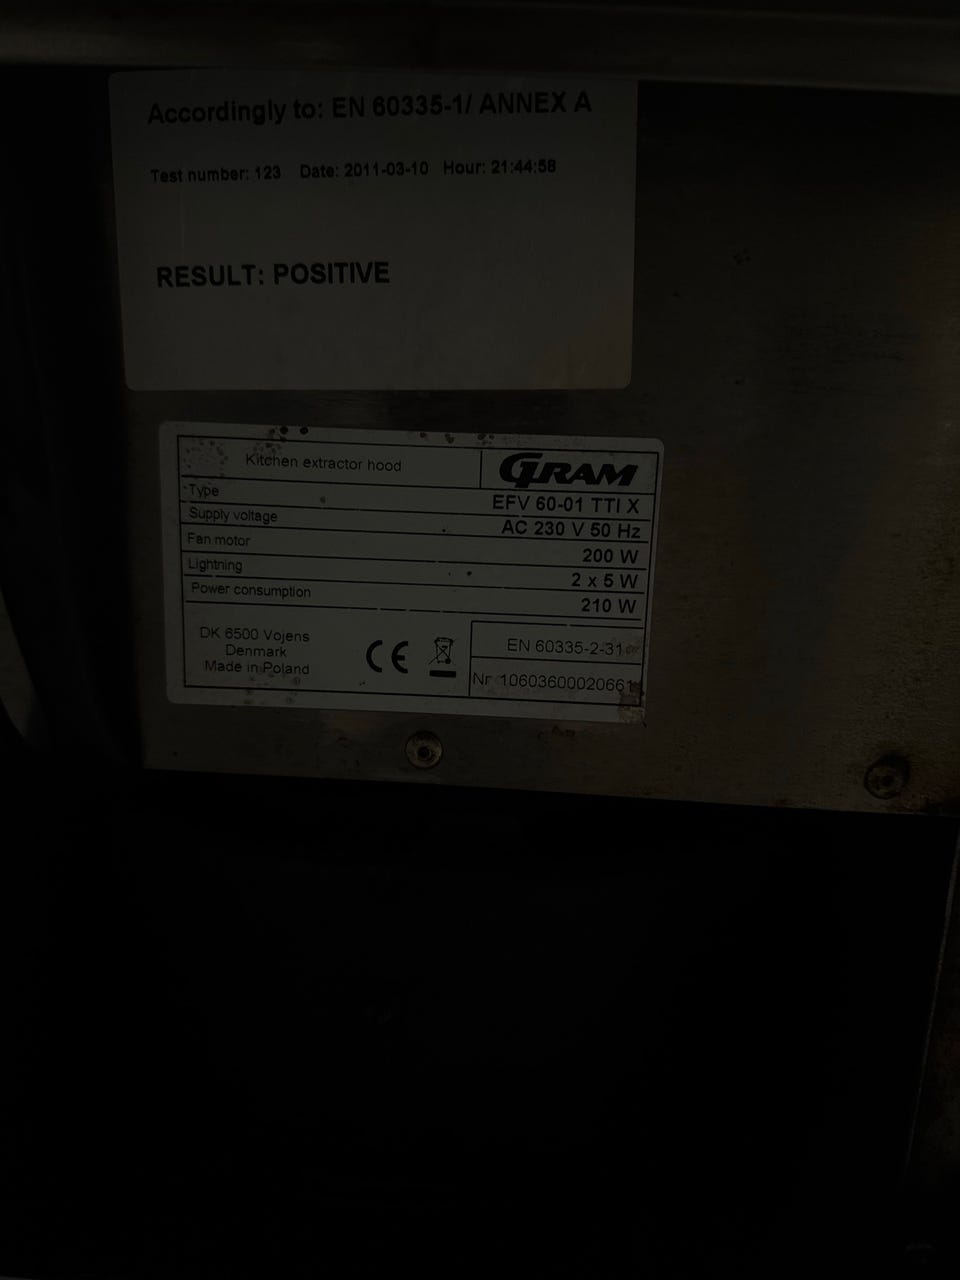 Accordingly to: EN 60335-1/ ANNEX A
Test number: 123 Date: 2011-03-10 Hour: 21:44:58
RESULT: POSITIVE
Kitchen extractor hood GRAM
Type EFV 60-01 TTI X
Supply voltage AC 230 V 50 Hz
Fan motor 200 W
Lightning 2 x 5 W
Power consumption 210 W
DK 6500 Vojens
Denmark
Made in Poland
CE
EN 60335-2-31
Nr 10603600020661